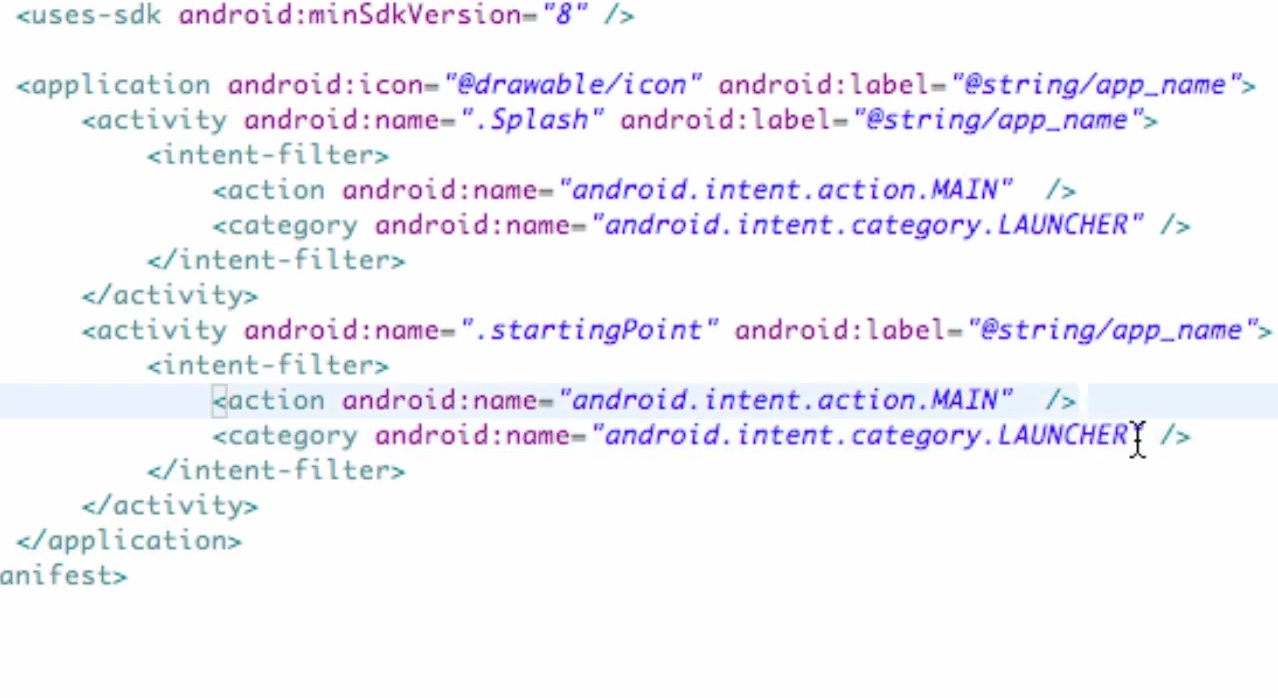 <uses-sdk android:minSdkVersion="8" />
<application android:icon="@drawable/icon" android:label="@string/app_name">
<activity android:name=".Splash" android:label="@string/app_name">
<intent-filter>
<action android:name="android.intent.action.MAIN"  />
<category android:name="android.intent.category.LAUNCHER" />
</intent-filter>
</activity>
<activity android:name=".startingPoint" android:label="@string/app_name">
<intent-filter>
<action android:name="android.intent.action.MAIN"  />
<category android:name="android.intent.category.LAUNCHER" />
</intent-filter>
</activity>
</application>
anifest>